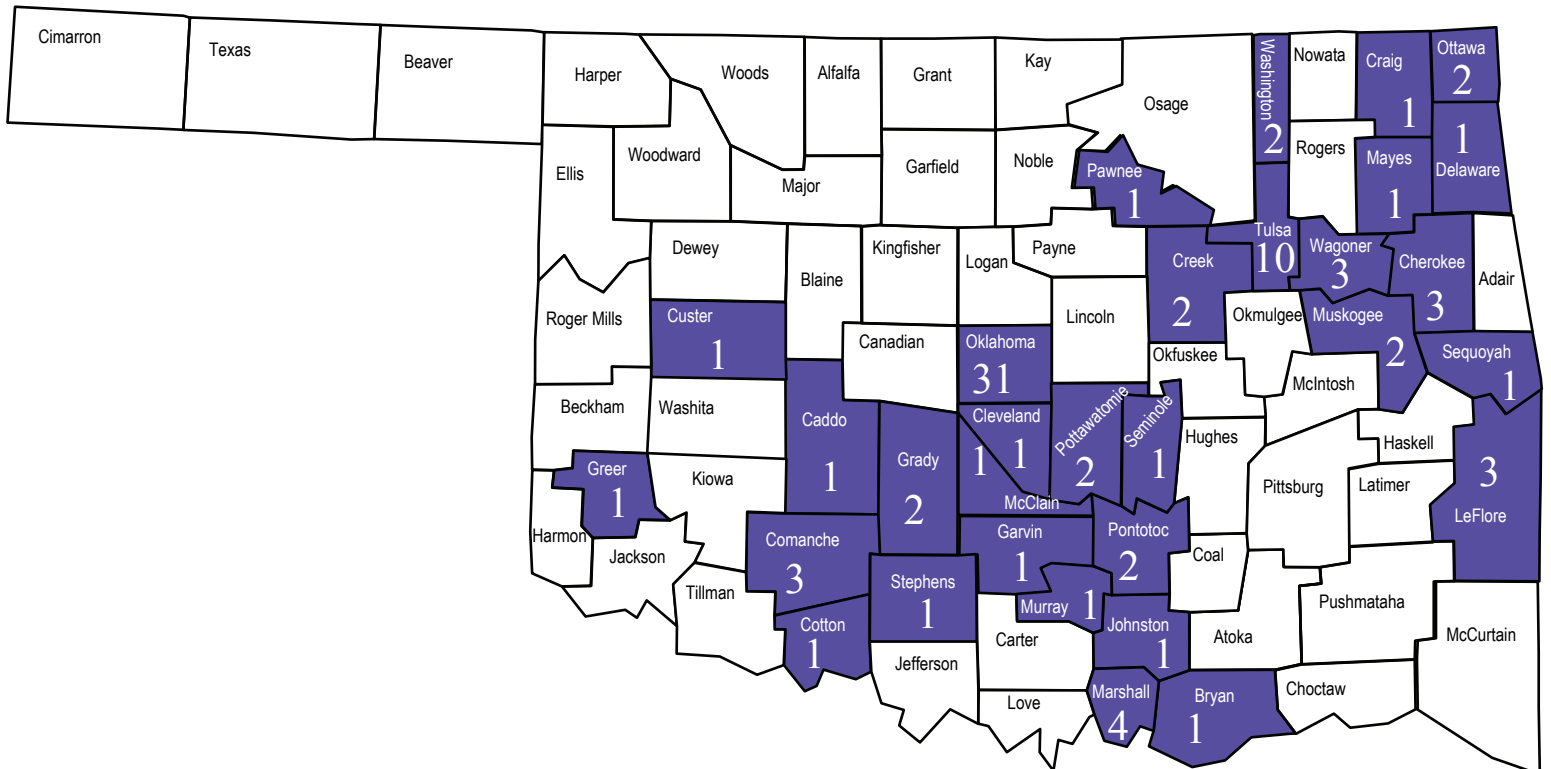 Cimarron
Texas
Beaver
Harper
Woods
Alfalfa
Grant
Kay
Osage
Washington
2
Nowata
Craig
1
Ottawa
2
Ellis
Woodward
Major
Garfield
Noble
Pawnee
1
Rogers
Mayes
1
1
Delaware
Dewey
Blaine
Kingfisher
Logan
Payne
Creek
2
Tulsa
10
Wagoner
3
Cherokee
3
Adair
Roger Mills
Custer
1
Canadian
Oklahoma
31
Lincoln
Okfuskee
Okmulgee
Muskogee
2
Sequoyah
1
Beckham
Washita
Caddo
1
Grady
2
Cleveland
1
1
McClain
Pottawatomie
2
Seminole
1
Hughes
McIntosh
Haskell
Greer
1
Kiowa
Pittsburg
Latimer
3
LeFlore
Harmon
Jackson
Comanche
3
Garvin
1
Pontotoc
2
Coal
Tillman
Cotton
1
Stephens
1
Murray
1
Johnston
1
Atoka
Pushmataha
McCurtain
Jefferson
Carter
Love
Marshall
4
Bryan
1
Choctaw